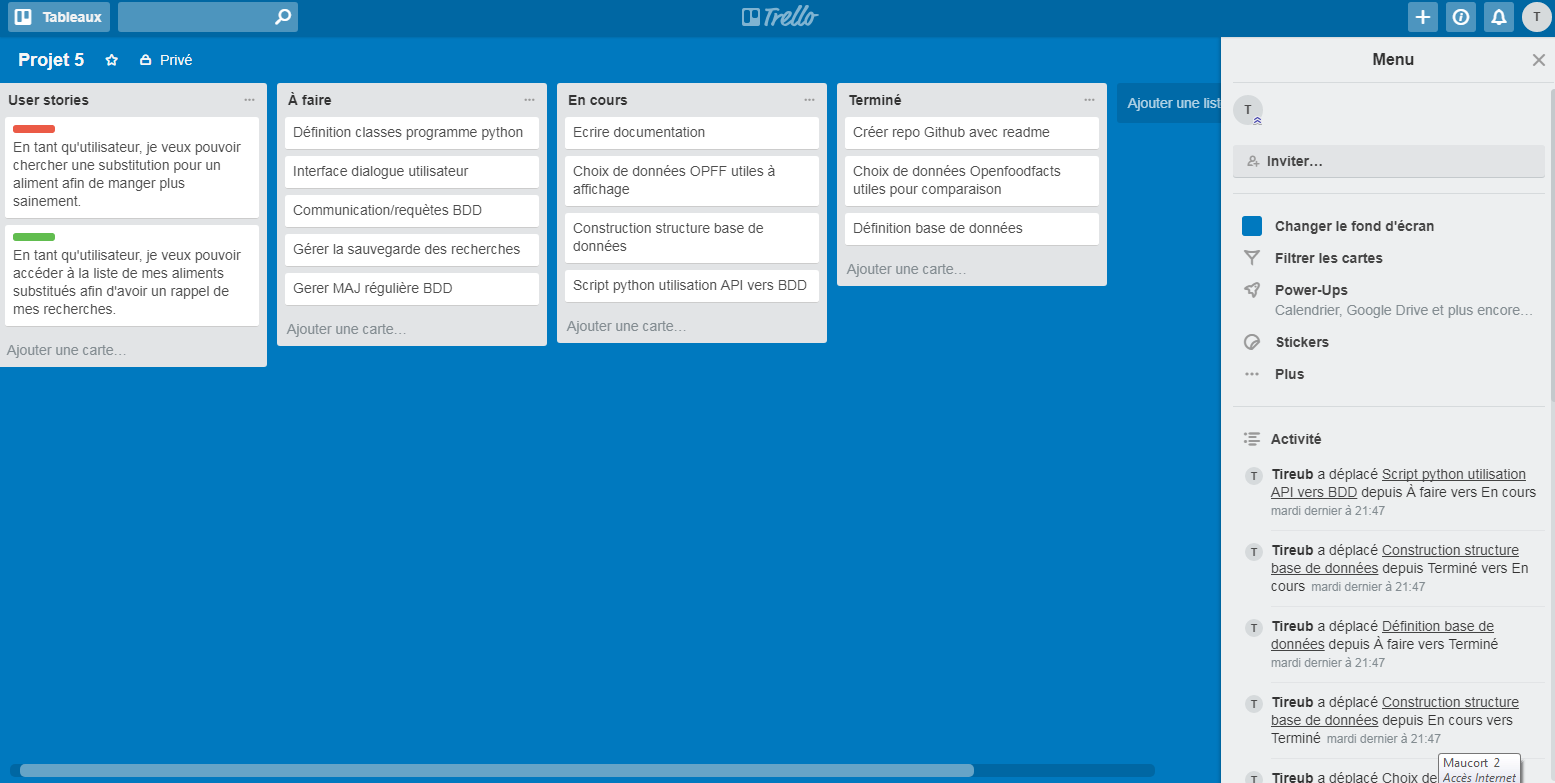 Tableaux
Trello
T
Projet 5
Privé
User stories
En tant qu'utilisateur, je veux pouvoir
chercher une substitution pour un
aliment afin de manger plus
sainement.
En tant qu'utilisateur, je veux pouvoir
accéder à la liste de mes aliments
substitués afin d'avoir un rappel de
mes recherches.
Ajouter une carte…
À faire
Définition classes programme python
Interface dialogue utilisateur
Communication/requètes BDD
Gérer la sauvegarde des recherches
Gerer MAJ régulière BDD
Ajouter une carte…
En cours
Ecrire documentation
Choix de données OPFF utiles à
affichage
Construction structure base de
données
Script python utilisation API vers BDD
Ajouter une carte…
Terminé
Créer repo Github avec readme
Choix de données Openfoodfacts
utiles pour comparaison
Définition base de données
Ajouter une carte…
Ajouter une list
Menu
T
Inviter…
Changer le fond d'écran
Filtrer les cartes
Power-Ups
Calendrier, Google Drive et plus encore…
Stickers
Plus
Activité
T Tireub a déplacé Script python utilisation
API vers BDD depuis À faire vers En cours
mardi dernier à 21:47
T Tireub a déplacé Construction structure
base de données depuis Terminé vers En
cours mardi dernier à 21:47
T Tireub a déplacé Définition base de
données depuis À faire vers Terminé
mardi dernier à 21:47
T Tireub a déplacé Construction structure
base de données depuis En cours vers
Terminé mardi dernier à 21:47
T Tireub a déplacé Choix de
Maucort 2
Accès Internet